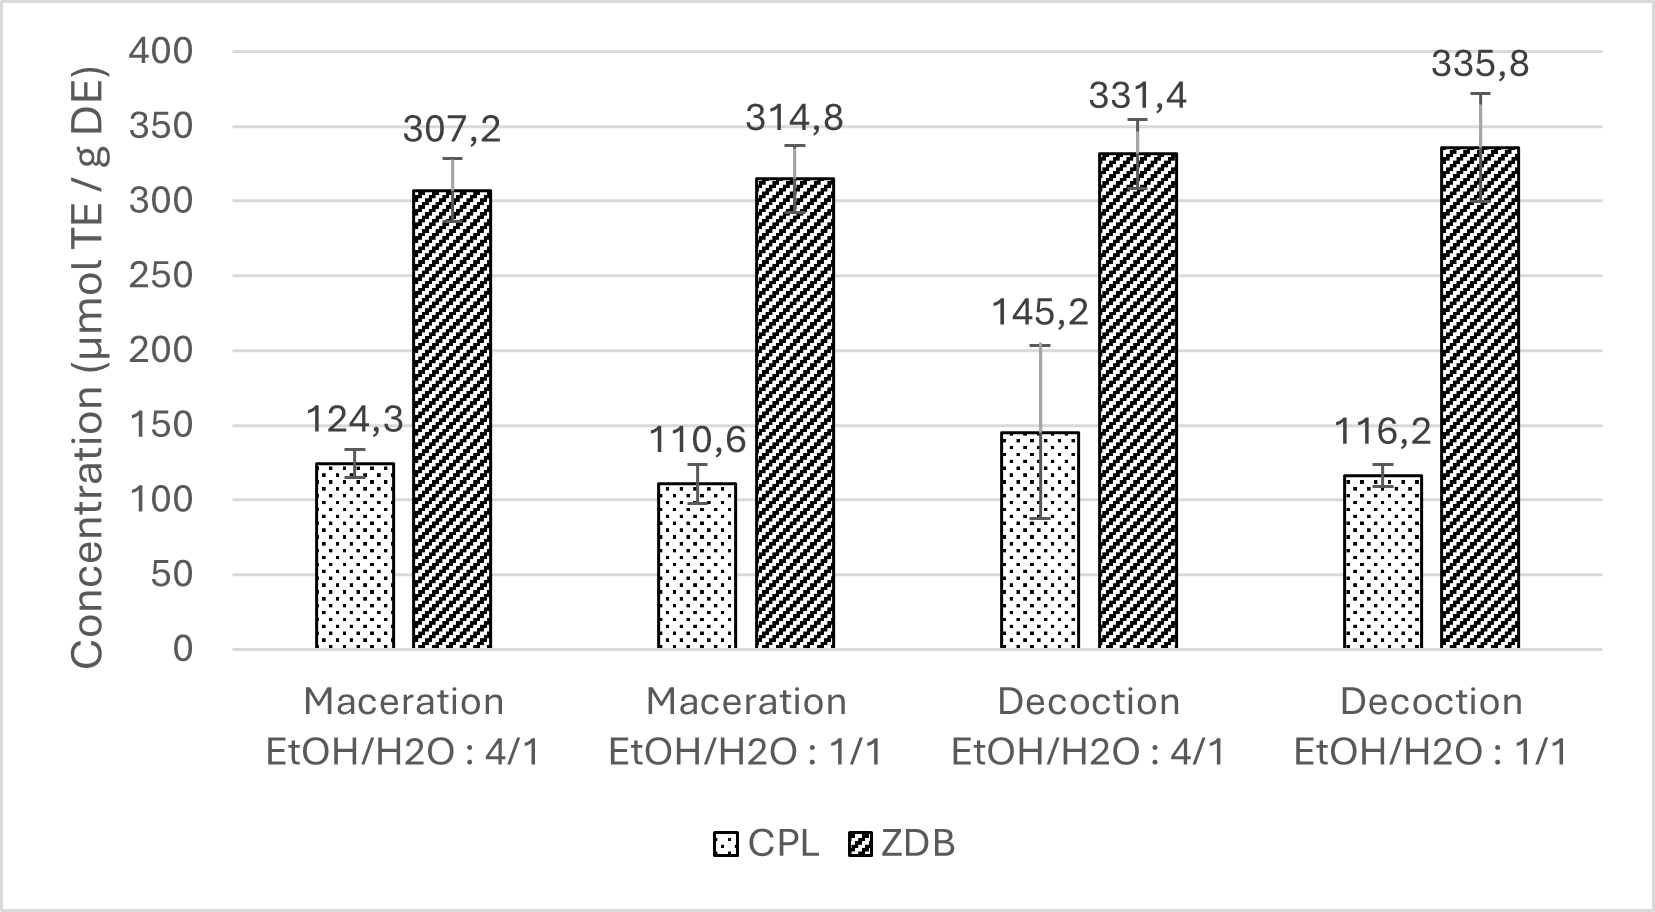 Concentration (µmol TE / g DE)
400
350
300
250
200
150
100
50
0
124,3
307,2
110,6
314,8
145,2
331,4
116,2
335,8
Maceration
EtOH/H2O : 4/1
Maceration
EtOH/H2O : 1/1
Decoction
EtOH/H2O : 4/1
Decoction
EtOH/H2O : 1/1
CPL
ZDB